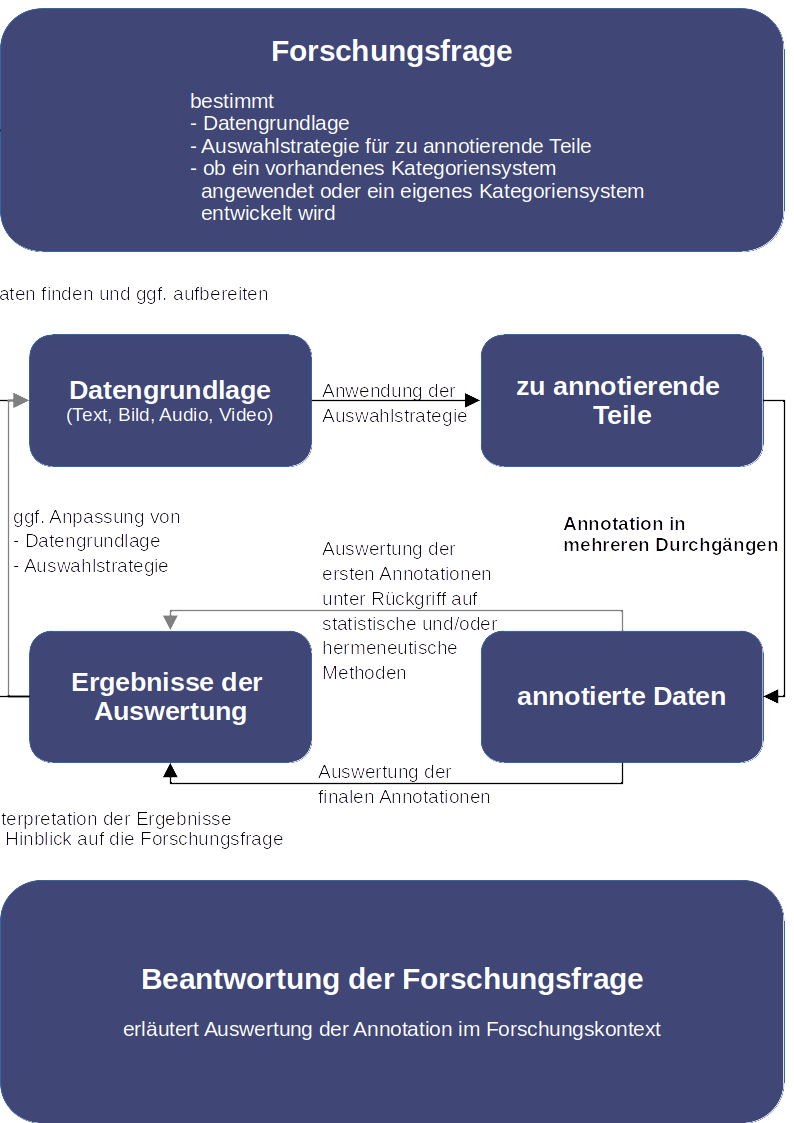 Forschungsfrage
bestimmt
- Datengrundlage
- Auswahlstrategie für zu annotierende Teile
- ob ein vorhandenes Kategoriensystem
angewendet oder ein eigenes Kategoriensystem
entwickelt wird
aten finden und ggf. aufbereiten
Datengrundlage
(Text, Bild, Audio, Video)
Anwendung der
Auswahlstrategie
zu annotierende
Teile
ggf. Anpassung von
- Datengrundlage
- Auswahlstrategie
Annotation in
mehreren Durchgängen
Auswertung der
ersten Annotationen
unter Rückgriff auf
statistische und/oder
hermeneutische
Methoden
Ergebnisse der
Auswertung
annotierte Daten
Auswertung der
finalen Annotationen
terpretation der Ergebnisse
Hinblick auf die Forschungsfrage
Beantwortung der Forschungsfrage
erläutert Auswertung der Annotation im Forschungskontext